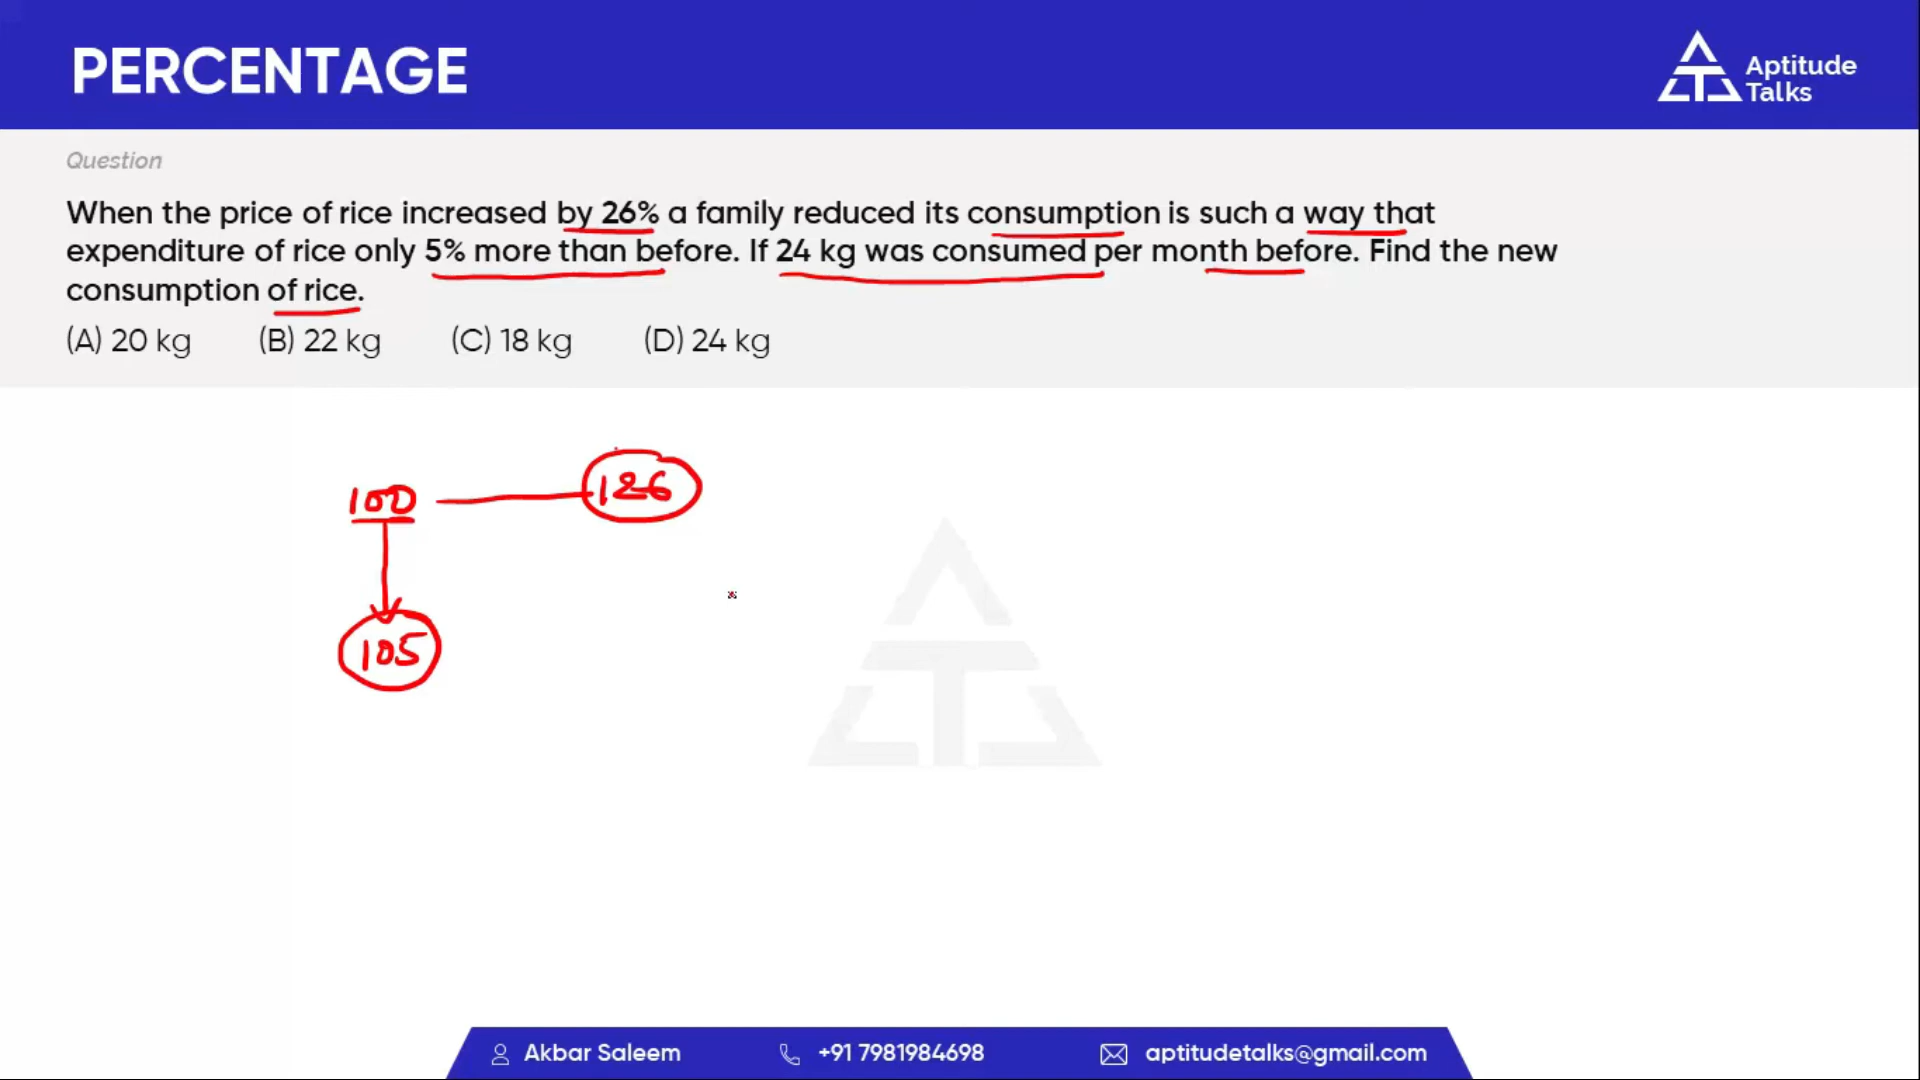 PERCENTAGE
Aptitude
Talks
Question
When the price of rice increased by 26% a family reduced its consumption is such a way that
expenditure of rice only 5% more than before. If 24 kg was consumed per month before. Find the new
consumption of rice.
(A) 20 kg (B) 22 kg (C) 18 kg (D) 24 kg
100 126
105
Akbar Saleem +91 7981984698 aptitudetalks@gmail.com